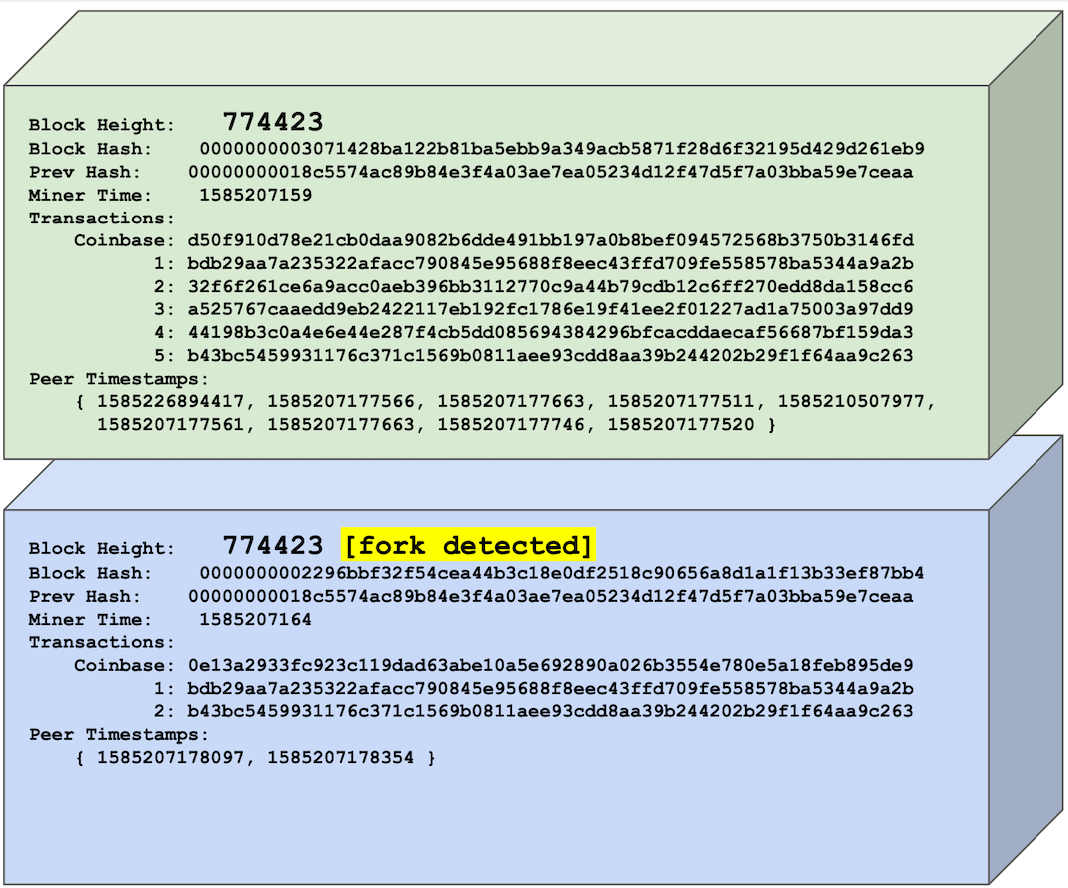 Block Height: 774423
Block Hash: 0000000003071428ba122b81ba5ebb9a349acb5871f28d6f32195d429d261eb9
Prev Hash: 00000000018c5574ac89b84e3f4a03ae7ea05234d12f47d5f7a03bba59e7ceaa
Miner Time: 1585207159
Transactions:
Coinbase: d50f910d78e21cb0daa9082b6dde491bb197a0b8bef094572568b3750b3146fd
1: bdb29aa7a235322afacc790845e95688f8eec43ffd709fe558578ba5344a9a2b
2: 32f6f261ce6a9acc0aeb396bb3112770c9a44b79cdb12c6ff270edd8da158cc6
3: a525767caaedd9eb2422117eb192fc1786e19f41ee2f01227ad1a75003a97dd9
4: 44198b3c0a4e6e44e287f4cb5dd085694384296bfcacddaecaf56687bf159da3
5: b43bc5459931176c371c1569b0811aee93cdd8aa39b244202b29f1f64aa9c263
Peer Timestamps:
{ 1585226894417, 1585207177566, 1585207177663, 1585207177511, 1585210507977,
1585207177561, 1585207177663, 1585207177746, 1585207177520 }
Block Height: 774423 [fork detected]
Block Hash: 0000000002296bbf32f54cea44b3c18e0df2518c90656a8d1a1f13b33ef87bb4
Prev Hash: 00000000018c5574ac89b84e3f4a03ae7ea05234d12f47d5f7a03bba59e7ceaa
Miner Time: 1585207164
Transactions:
Coinbase: 0e13a2933fc923c119dad63abe10a5e692890a026b3554e780e5a18feb895de9
1: bdb29aa7a235322afacc790845e95688f8eec43ffd709fe558578ba5344a9a2b
2: b43bc5459931176c371c1569b0811aee93cdd8aa39b244202b29f1f64aa9c263
Peer Timestamps:
{ 1585207178097, 1585207178354 }